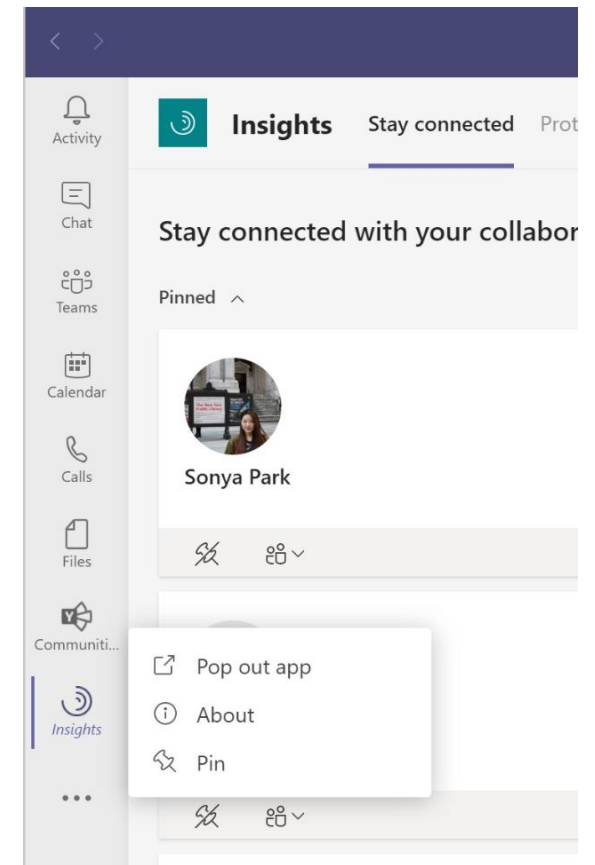 Activity
Insights
Stay connected
Prot
Chat
Stay connected with your collabor
Teams
Pinned
Calendar
Calls
Sonya Park
Files
Communiti...
Pop out app
About
Insights
Pin